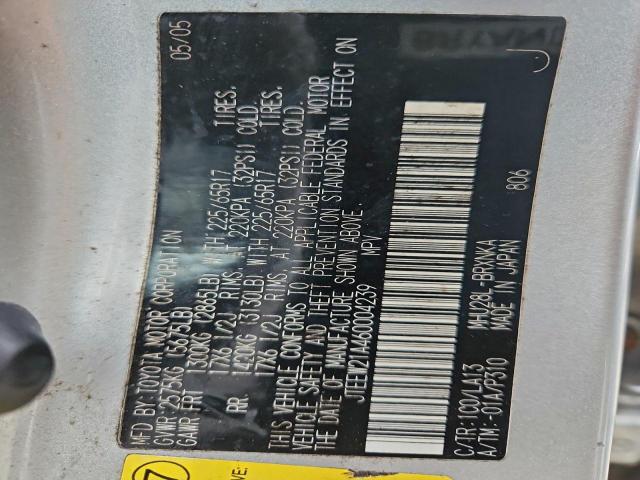 MFD BY: TOYOTA MOTOR CORPORATION 05/05
GVWR 2575KG (5675LB)
GAWR FRT 1300KG (2865LB) WITH 225/65R17 TIRES,
17X6 1/2J RIMS, AT 220KPA (32PSI) COLD.
RR 1420KG (3130LB) WITH 225/65R17 TIRES,
17X6 1/2J RIMS, AT 220KPA (32PSI) COLD.
THIS VEHICLE CONFORMS TO ALL APPLICABLE FEDERAL MOTOR
VEHICLE SAFETY AND THEFT PREVENTION STANDARDS IN EFFECT ON
THE DATE OF MANUFACTURE SHOWN ABOVE.
JTEEW21A460004239 MPV
C/TR: 1C0/LA13 MHU28L-BRXNKA 806
A/TM: -01A/P310 MADE IN JAPAN J
7